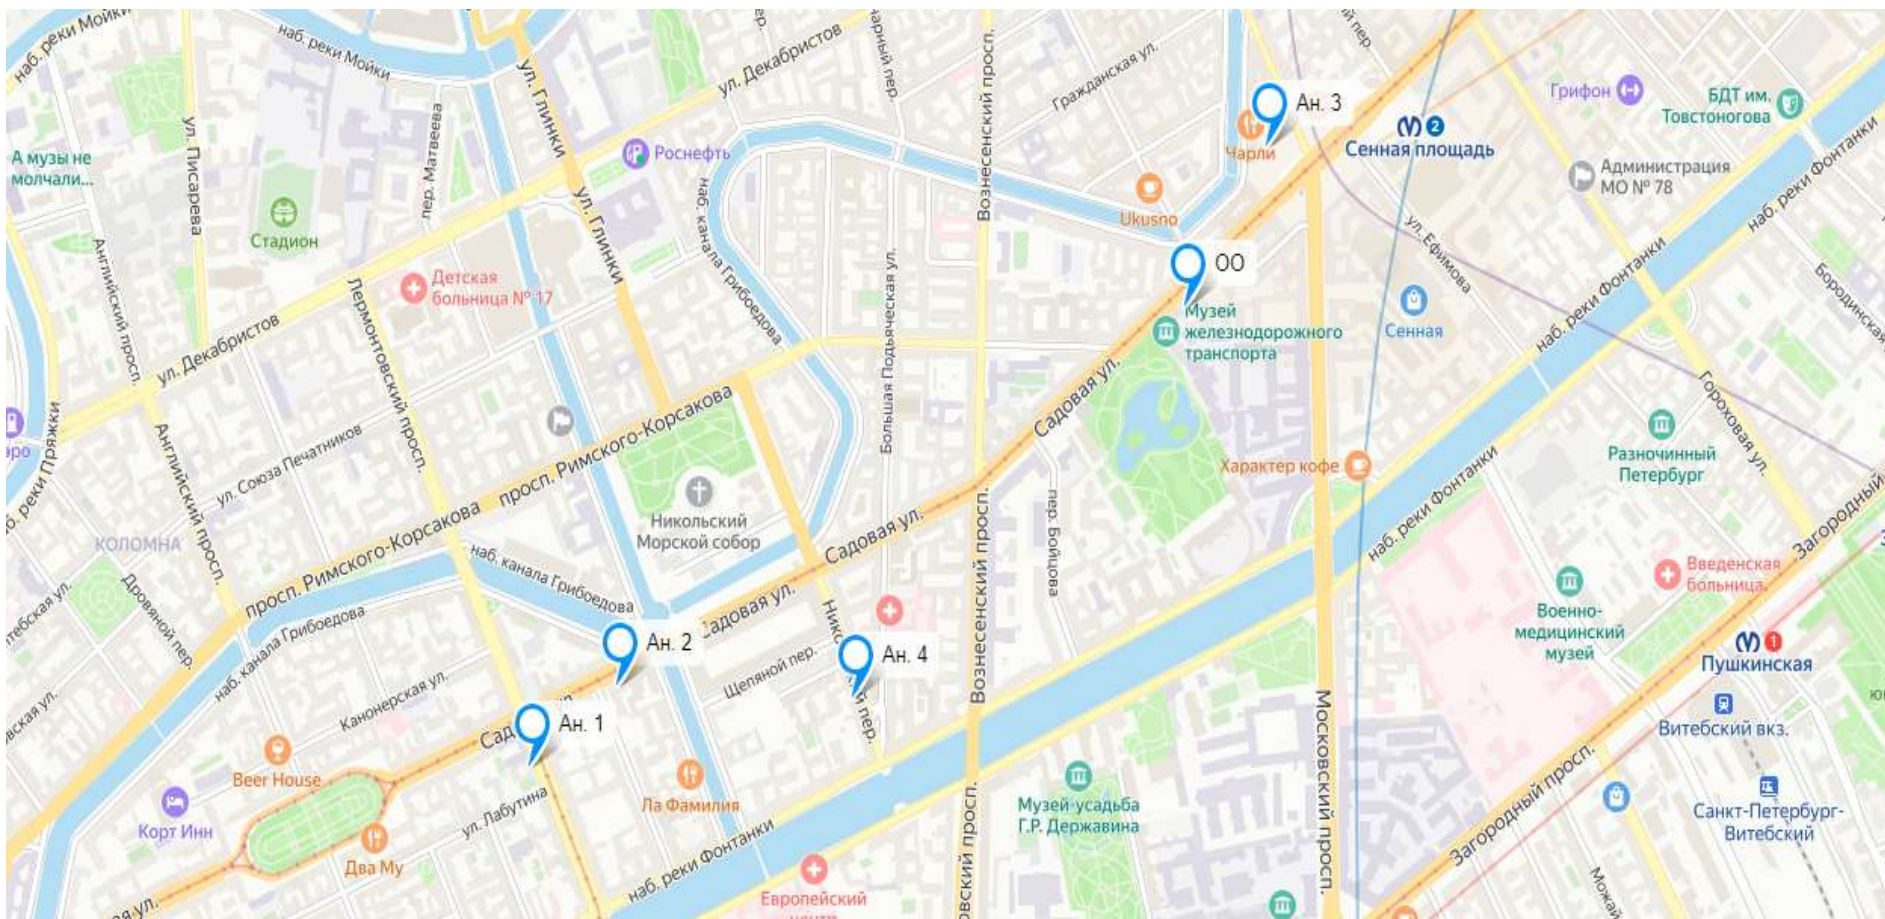 наб. реки Мойки
наб. реки Мойки
ул. Глинки
ул. Декабристов
Гражданская ул.
Вознесенский просп.
Ан. 3
Чарли
2
Сенная площадь
Грифон
БДТ им.
Товстоногова
Администрация
МО № 78
наб. реки Фонтанки
А музы не
молчали...
ул. Писарева
пер. Матвеева
Роснефть
Стадион
ул. Глинки
наб. канала Грибоедова
Ukusno
ОО
ул. Ефимова
Английский просп.
Детская
больница № 17
Лермонтовский просп.
Большая Подьяческая ул.
Музей
железнодорожного
транспорта
Сенная
наб. реки Фонтанки
ул. Декабристов
Садовая ул.
Гороховая ул.
Английский просп.
ул. Союза Печатников
просп. Римского-Корсакова
Характер кофе
Разночинный
Петербург
наб. реки Фонтанки
Загородный
КОЛОМНА
Никольский
Морской собор
Садовая ул.
пер. Бойцова
Вознесенский просп.
Введенская
больница
Военно-
медицинский
музей
просп. Римского-Корсакова
наб. канала Грибоедова
Дровяной пер.
наб. канала Грибоедова
Садовая ул.
Ан. 2
Ан. 4
Щепяной пер.
1
Пушкинская
Витебский вкз.
Канонерская ул.
Ан. 1
Московский просп.
Beer House
Ла Фамилия
Музей-усадьба
Г.Р. Державина
Загородный просп.
Санкт-Петербург-
Витебский
Корт Инн
Два Му
ул. Лабутина
наб. реки Фонтанки
Европейский